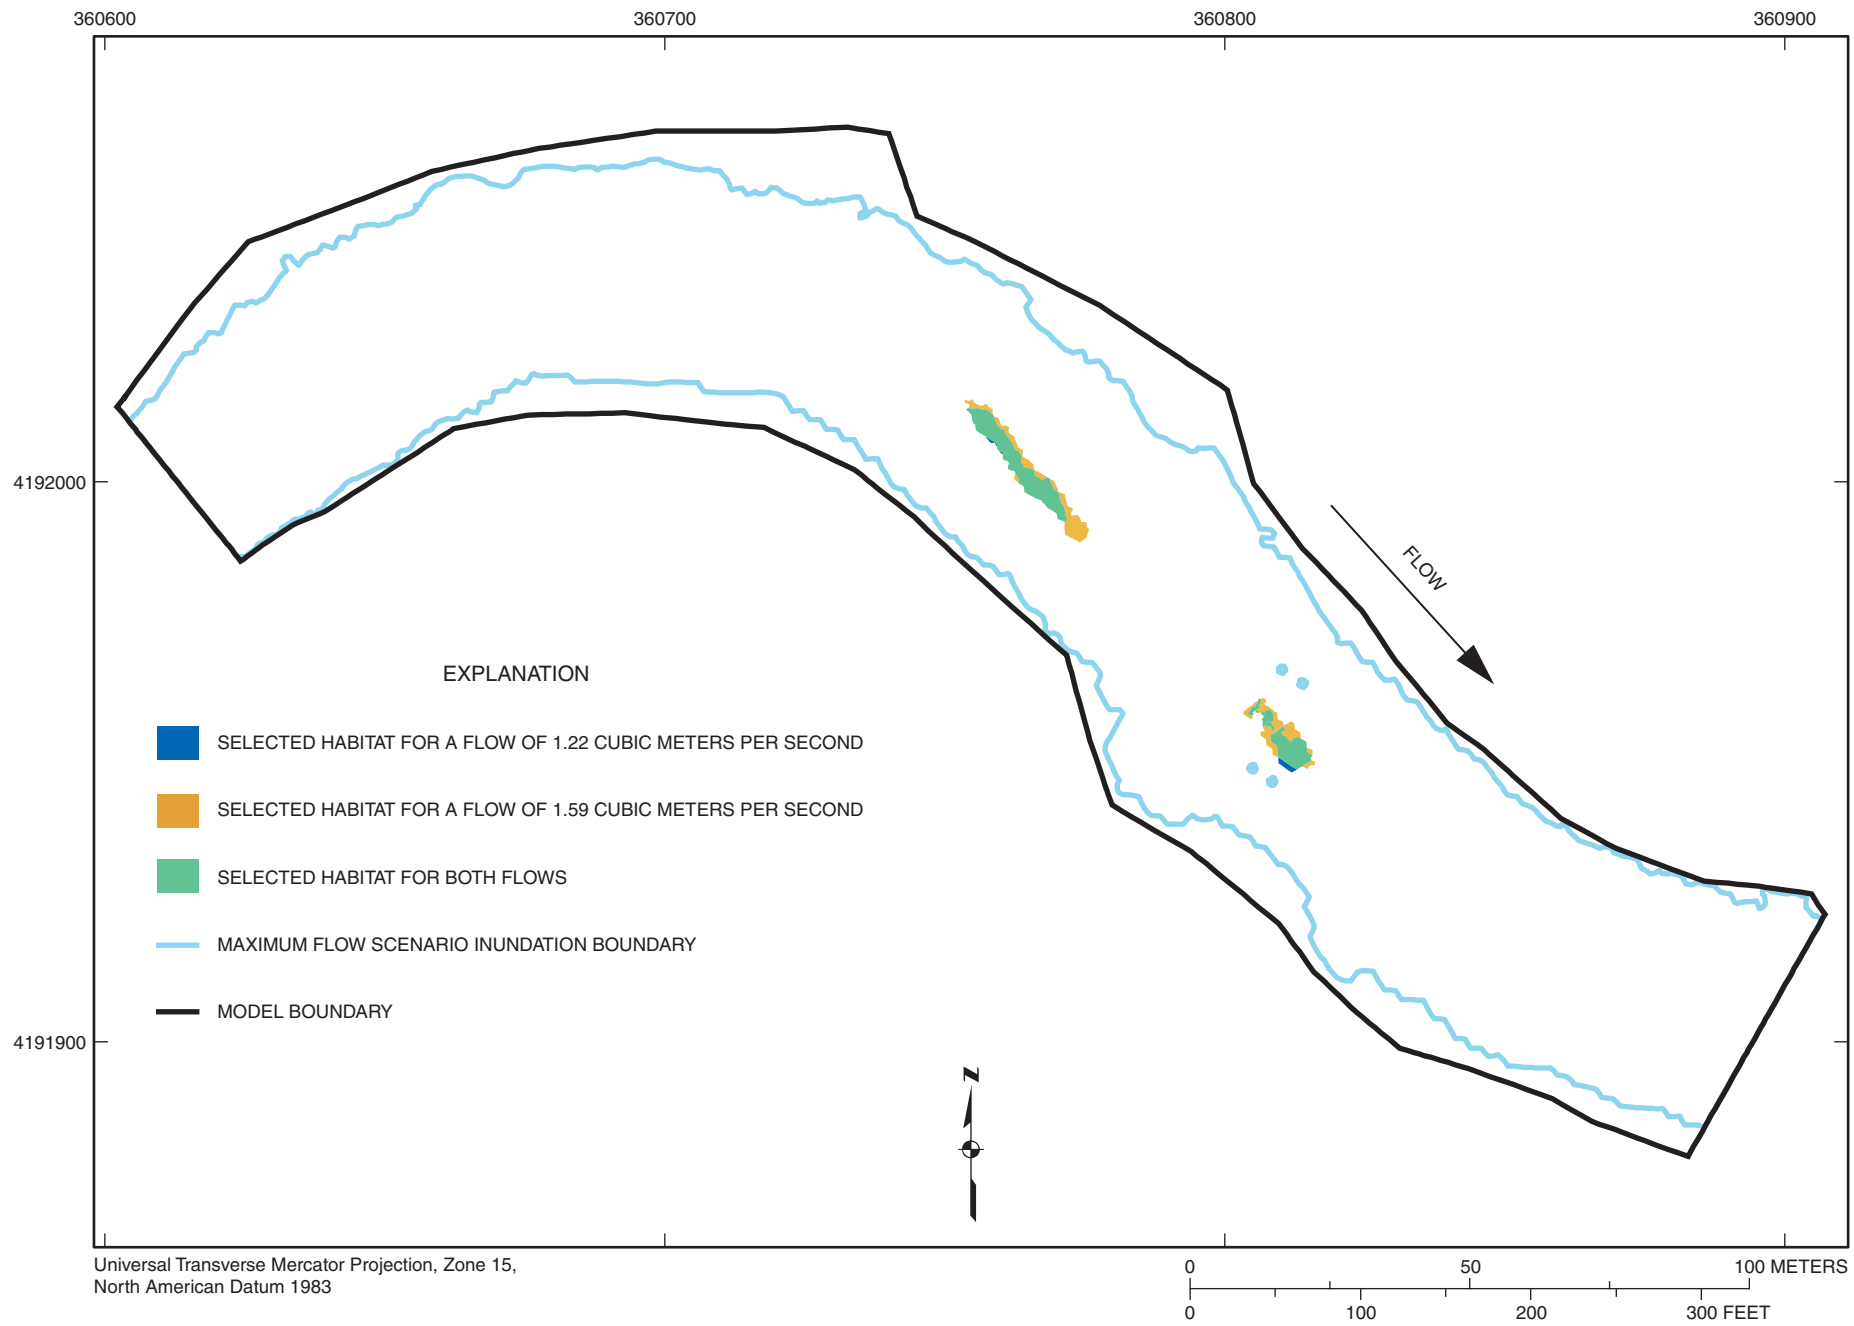 360600 360700 360800 360900
4192000
FLOW
EXPLANATION
SELECTED HABITAT FOR A FLOW OF 1.22 CUBIC METERS PER SECOND
SELECTED HABITAT FOR A FLOW OF 1.59 CUBIC METERS PER SECOND
SELECTED HABITAT FOR BOTH FLOWS
MAXIMUM FLOW SCENARIO INUNDATION BOUNDARY
MODEL BOUNDARY
4191900
N
Universal Transverse Mercator Projection, Zone 15,
North American Datum 1983
0 50 100 METERS
0 100 200 300 FEET